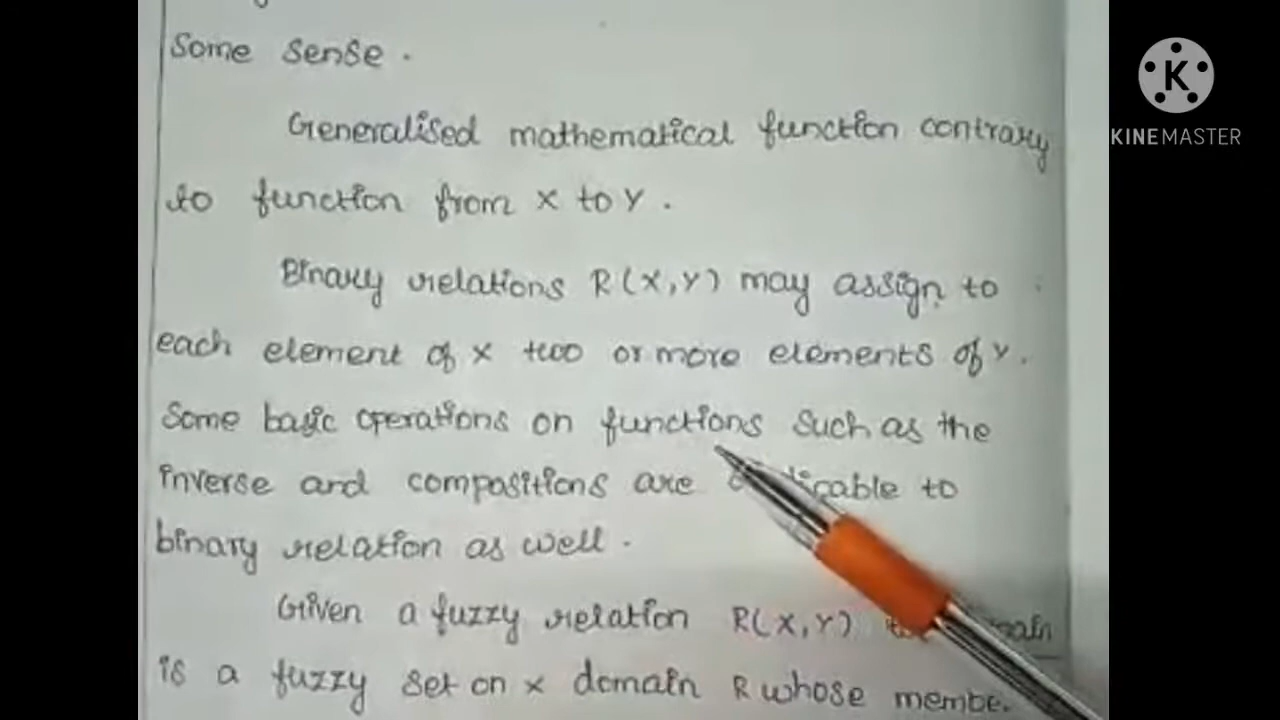 Some sense.
Generalised mathematical function contrary
to function from X to Y.
Binary relations R(X,Y) may assign to
each element of X two or more elements of Y.
Some basic operations on functions such as the
inverse and compositions are to
binary relation as well.
Given a fuzzy relation R(X,Y)
is a fuzzy set on X domain R whose membe
K
KINEMASTER